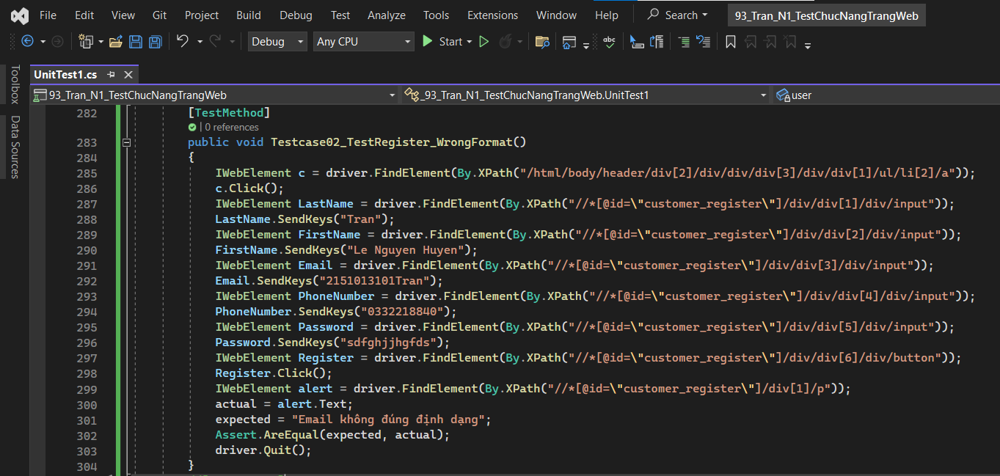 File Edit View Git Project Build Debug Test Analyze Tools Extensions Window Help Search 93_Tran_N1_TestChucNangTrangWeb
Debug Any CPU Start abc
Toolbox
Data Sources
UnitTest1.cs
93_Tran_N1_TestChucNangTrangWeb _93_Tran_N1_TestChucNangTrangWeb.UnitTest1 user
282 [TestMethod]
| 0 references
283 public void Testcase02_TestRegister_WrongFormat()
284 {
285 IWebElement c = driver.FindElement(By.XPath("/html/body/header/div[2]/div/div/div[3]/div/div[1]/ul/li[2]/a"));
286 c.Click();
287 IWebElement LastName = driver.FindElement(By.XPath("//*[@id=\"customer_register\"]/div/div[1]/div/input"));
288 LastName.SendKeys("Tran");
289 IWebElement FirstName = driver.FindElement(By.XPath("//*[@id=\"customer_register\"]/div/div[2]/div/input"));
290 FirstName.SendKeys("Le Nguyen Huyen");
291 IWebElement Email = driver.FindElement(By.XPath("//*[@id=\"customer_register\"]/div/div[3]/div/input"));
292 Email.SendKeys("2151013101Tran");
293 IWebElement PhoneNumber = driver.FindElement(By.XPath("//*[@id=\"customer_register\"]/div/div[4]/div/input"));
294 PhoneNumber.SendKeys("0332218840");
295 IWebElement Password = driver.FindElement(By.XPath("//*[@id=\"customer_register\"]/div/div[5]/div/input"));
296 Password.SendKeys("sdfghjjhgfds");
297 IWebElement Register = driver.FindElement(By.XPath("//*[@id=\"customer_register\"]/div/div[6]/div/button"));
298 Register.Click();
299 IWebElement alert = driver.FindElement(By.XPath("//*[@id=\"customer_register\"]/div[1]/p"));
300 actual = alert.Text;
301 expected = "Email không đúng định dạng";
302 Assert.AreEqual(expected, actual);
303 driver.Quit();
304 }